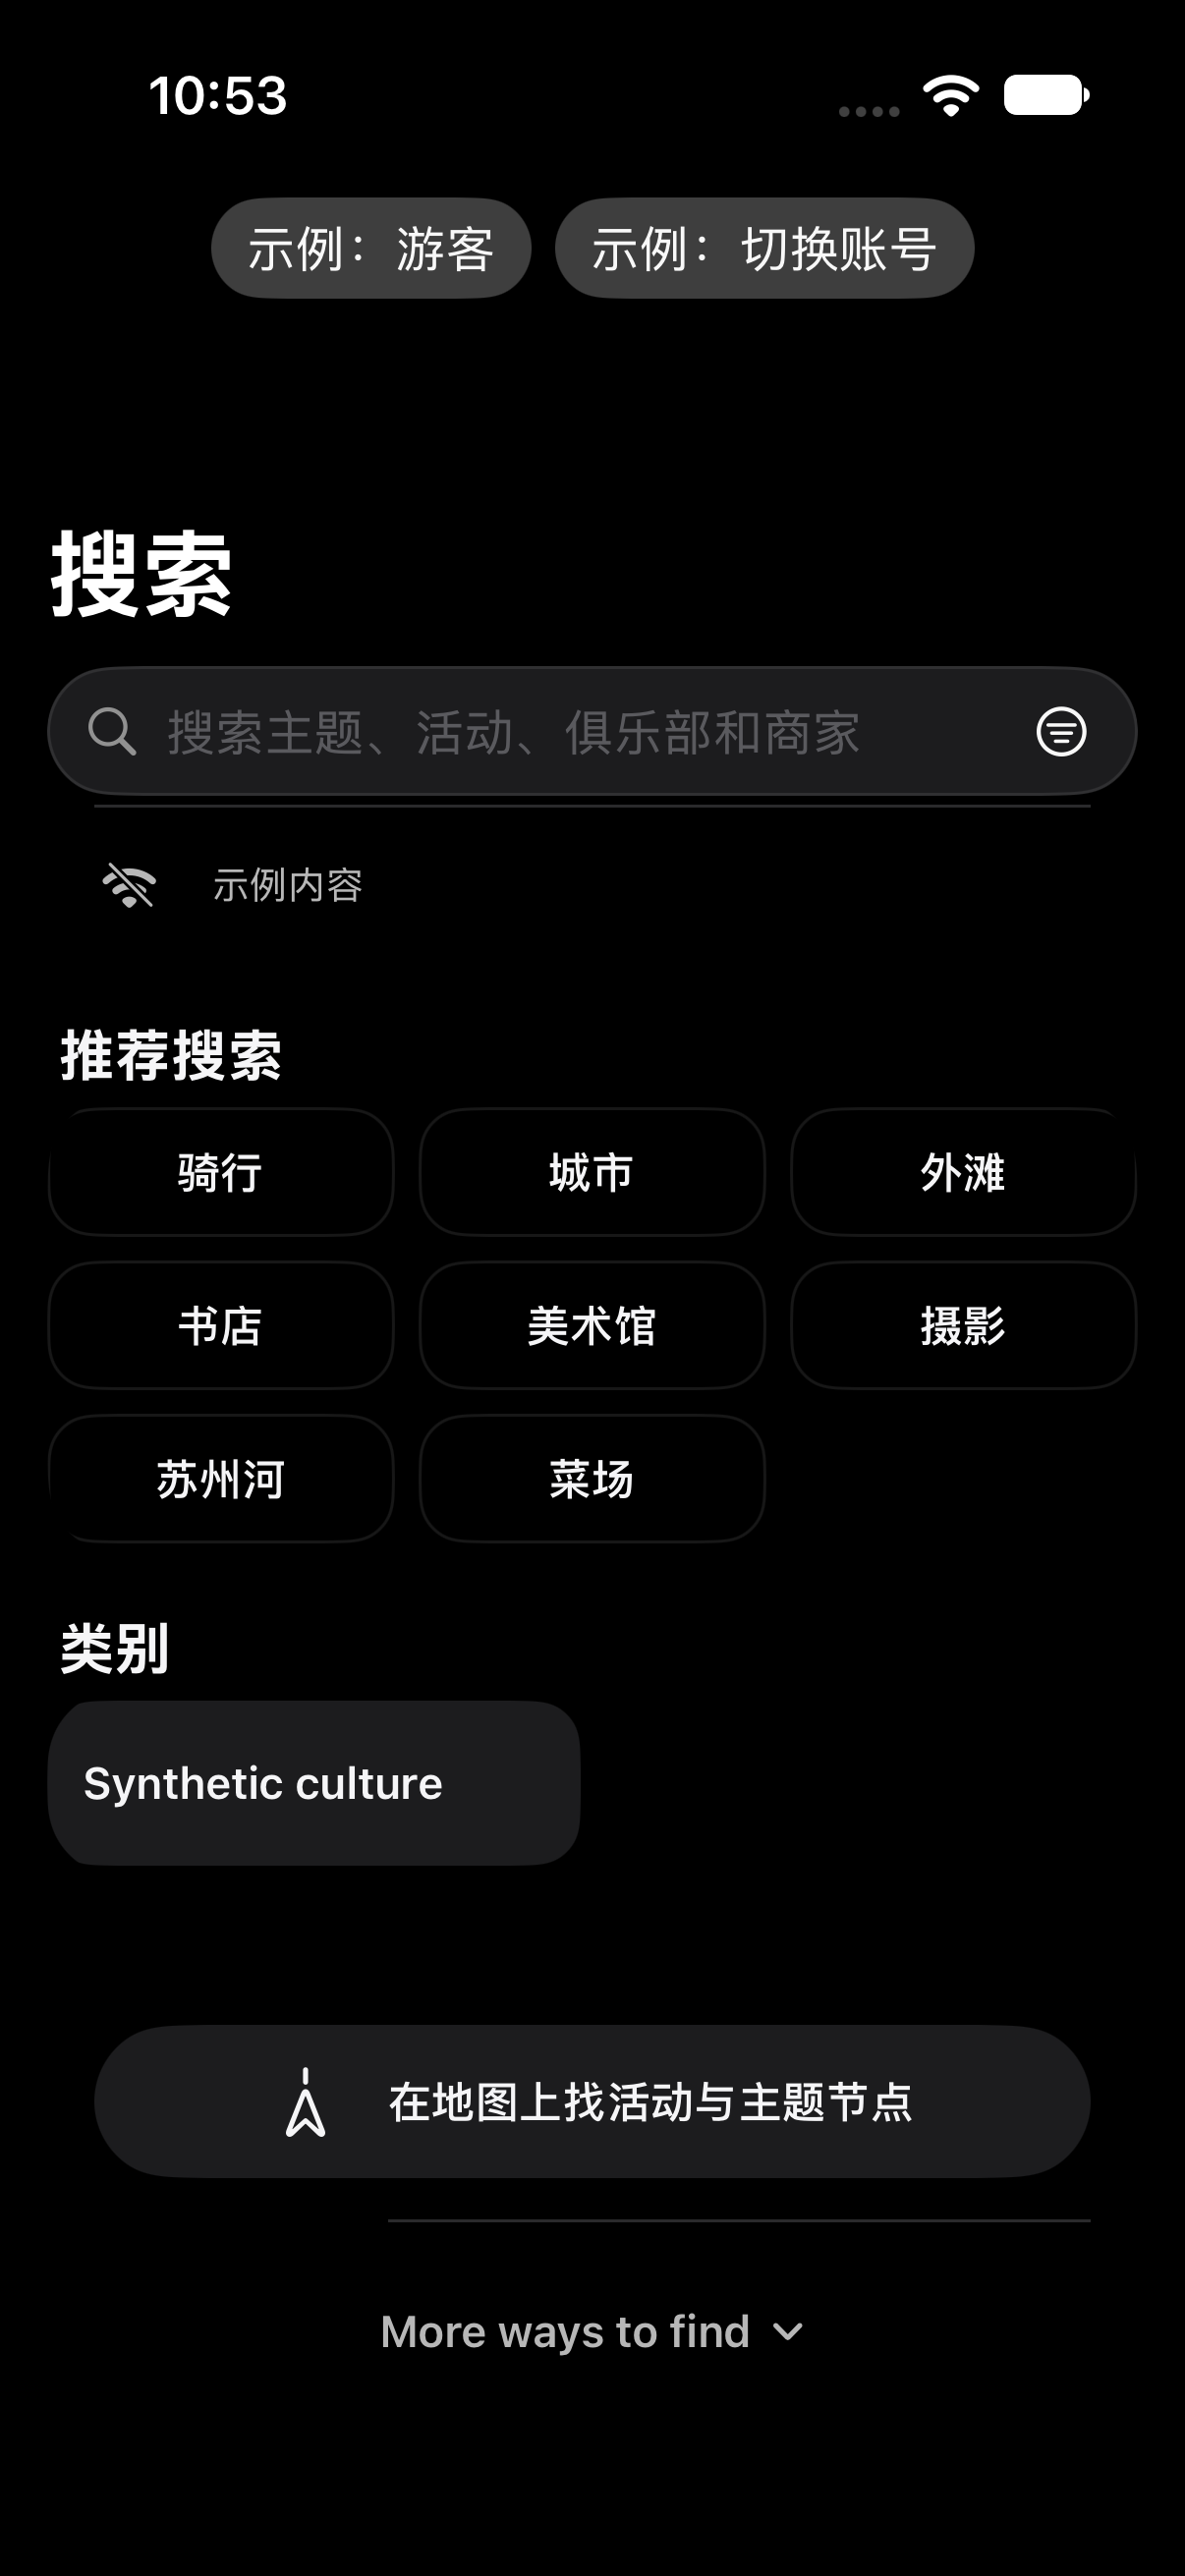 10:53
示例：游客
示例：切换账号
搜索
搜索主题、活动、俱乐部和商家
示例内容
推荐搜索
骑行
城市
外滩
书店
美术馆
摄影
苏州河
菜场
类别
Synthetic culture
在地图上找活动与主题节点
More ways to find